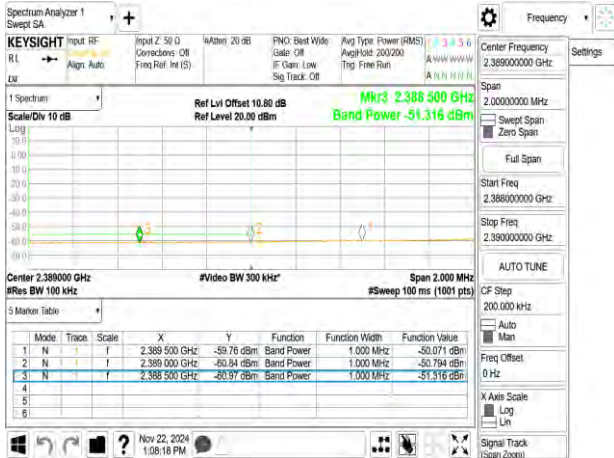 Spectrum Analyzer 1
Swept SA
+
Frequency
KEYSIGHT Input: RF Input Z: 50 Ω #Atten: 20 dB PNO: Best Wide Avg Type: Power (RMS)
Corrections: Off Gate: Off Avg|Hold: 200/200
Align: Auto Freq Ref: Int (S) IF Gain: Low Trig: Free Run
Sig Track: Off
1 Spectrum
Scale/Div 10 dB
Ref Lvl Offset 10.80 dB
Ref Level 20.00 dBm
Mkr3 2.388 500 GHz
Band Power -51.316 dBm
Log
Center 2.389000 GHz #Video BW 300 kHz* Span 2.000 MHz
#Res BW 100 kHz #Sweep 100 ms (1001 pts)
5 Marker Table
Mode Trace Scale X Y Function Function Width Function Value
1 N 1 f 2.389 500 GHz -59.76 dBm Band Power 1.000 MHz -50.071 dBm
2 N 1 f 2.389 000 GHz -60.84 dBm Band Power 1.000 MHz -50.794 dBm
3 N 1 f 2.388 500 GHz -60.97 dBm Band Power 1.000 MHz -51.316 dBm
4
5
6
Nov 22, 2024
1:08:18 PM
Center Frequency
2.389000000 GHz
Settings
Span
2.00000000 MHz
Swept Span
Zero Span
Full Span
Start Freq
2.388000000 GHz
Stop Freq
2.390000000 GHz
AUTO TUNE
CF Step
200.000 kHz
Auto
Man
Freq Offset
0 Hz
X Axis Scale
Log
Lin
Signal Track
(Span Zoom)